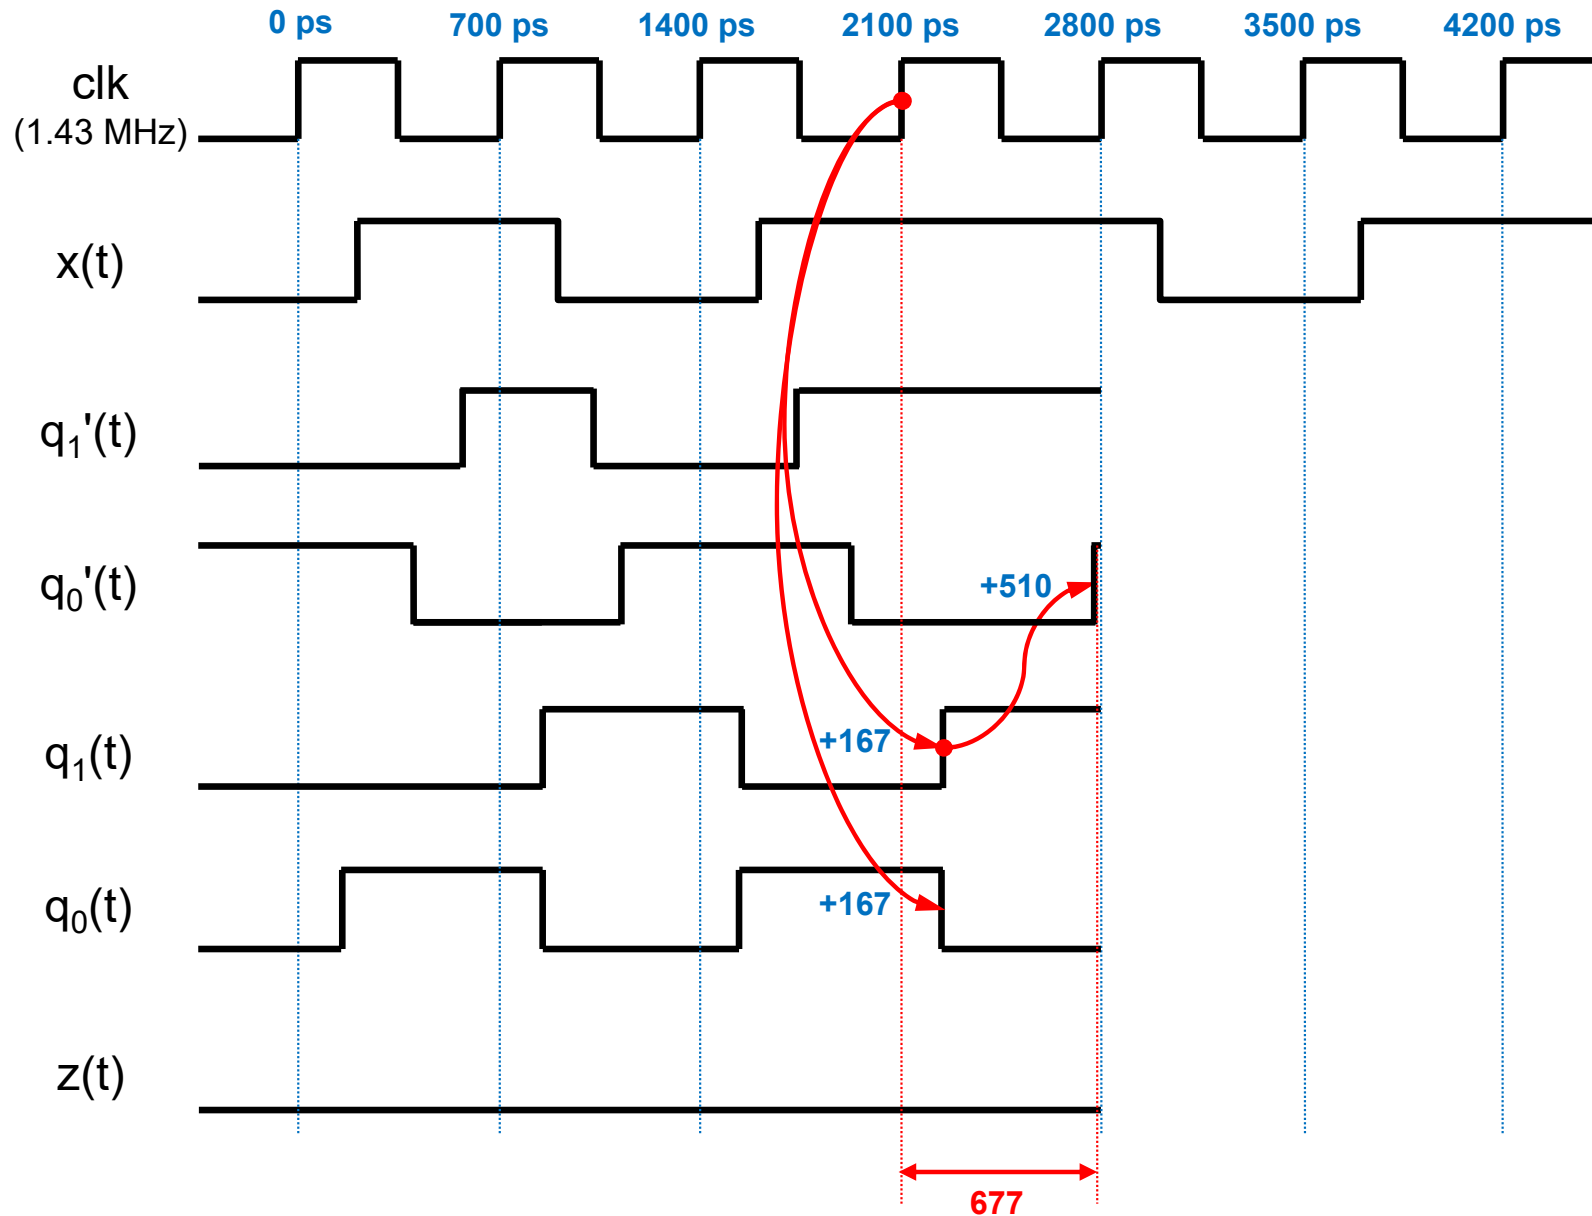 0 ps 700 ps 1400 ps 2100 ps 2800 ps 3500 ps 4200 ps
clk
(1.43 MHz)
x(t)
q1'(t)
q0'(t)
+510
q1(t)
+167
q0(t)
+167
z(t)
677